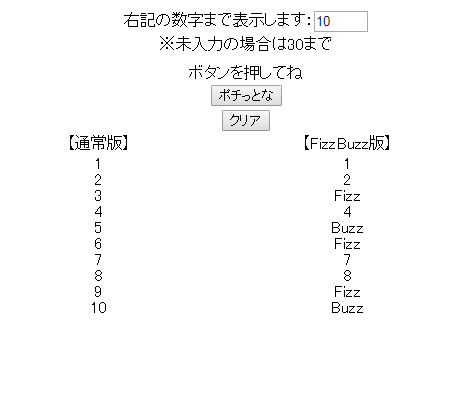 右記の数字まで表示します：10
※未入力の場合は30まで
ボタンを押してね
ポチっとな
クリア
【通常版】 【FizzBuzz版】
1 1
2 2
3 Fizz
4 4
5 Buzz
6 Fizz
7 7
8 8
9 Fizz
10 Buzz